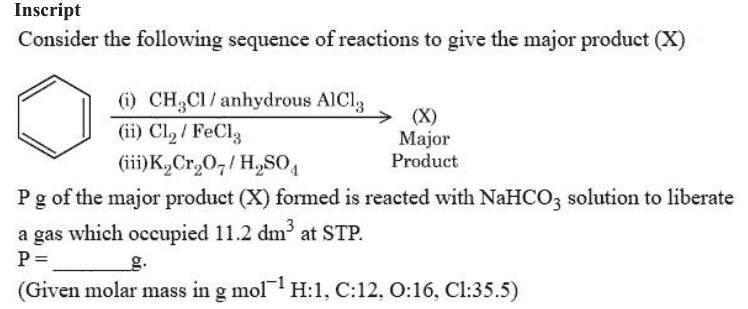 Inscript
Consider the following sequence of reactions to give the major product (X)
(i) CH₃Cl / anhydrous AlCl₃
(ii) Cl₂ / FeCl₃
(iii)K₂Cr₂O₇ / H₂SO₄
(X)
Major
Product
P g of the major product (X) formed is reacted with NaHCO₃ solution to liberate
a gas which occupied 11.2 dm³ at STP.
P = ______g.
(Given molar mass in g mol⁻¹ H:1, C:12, O:16, Cl:35.5)